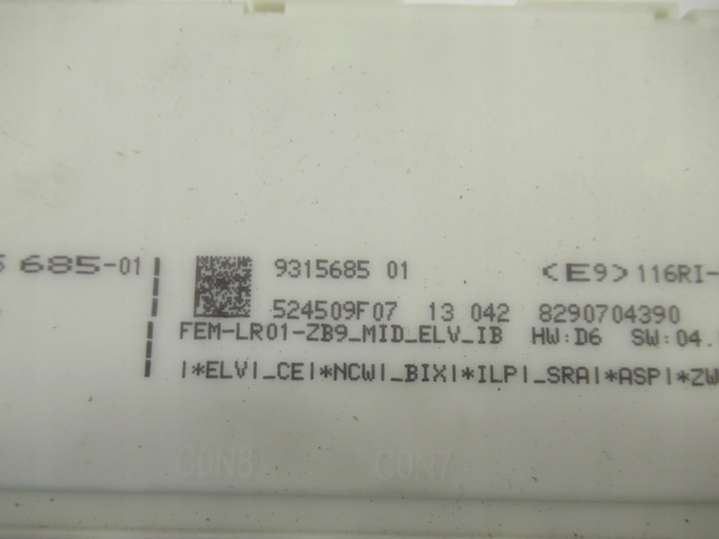 685-01
9315685 01 <E9>116RI-
524509F07 13 042 8290704390
FEM-LR01-ZB9_MID_ELV_IB HW:D6 SW:04.
|*ELV|_CE|*NCW|_BIX|*ILP|_SRA|*ASP|*ZW
CON7